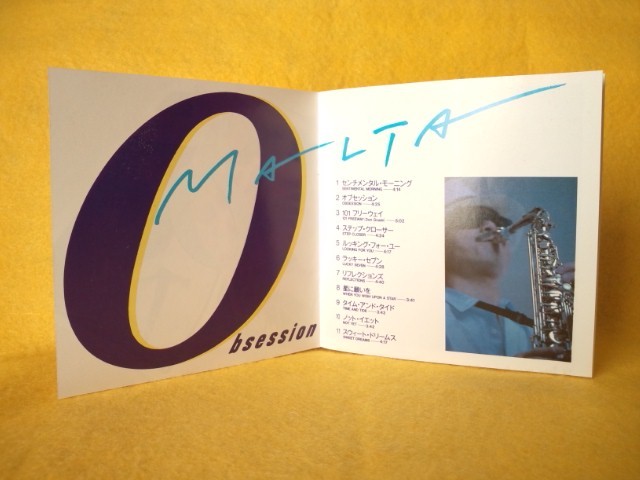 Obsession
MALTA
1 センチメンタル・モーニング
SENTIMENTAL MORNING
2 オブセッション
OBSESSION
3 101 フリーウェイ
4 ステップ・クローサー
STEP CLOSER
5 ルッキング・フォー・ユー
LOOKING FOR YOU
6 ラッキー・セブン
LUCKY SEVEN
7 リフレクションズ
REFLECTIONS
8 星に願いを
WHEN YOU WISH UPON A STAR
9 タイム・アンド・タイド
TIME AND TIDE
10 ノット・イエット
NOT YET
11 スウィート・ドリームス
SWEET DREAMS